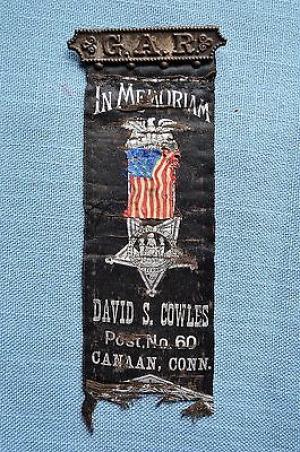 G.A.R.
IN MEMORIAM
DAVID S. COWLES
Post, No. 60
CANAAN, CONN.